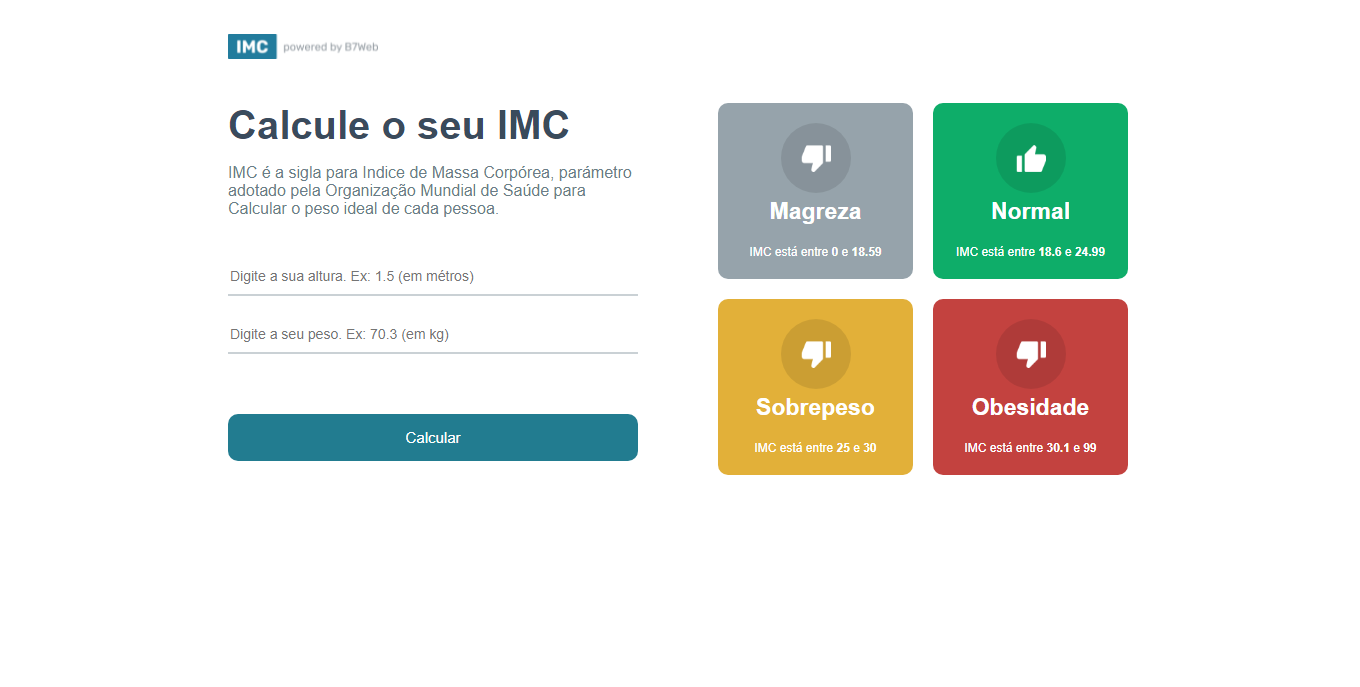 IMC powered by B7Web
Calcule o seu IMC
IMC é a sigla para Indice de Massa Corpórea, parámetro
adotado pela Organização Mundial de Saúde para
Calcular o peso ideal de cada pessoa.
Digite a sua altura. Ex: 1.5 (em métros)
Digite a seu peso. Ex: 70.3 (em kg)
Calcular
Magreza
IMC está entre 0 e 18.59
Normal
IMC está entre 18.6 e 24.99
Sobrepeso
IMC está entre 25 e 30
Obesidade
IMC está entre 30.1 e 99